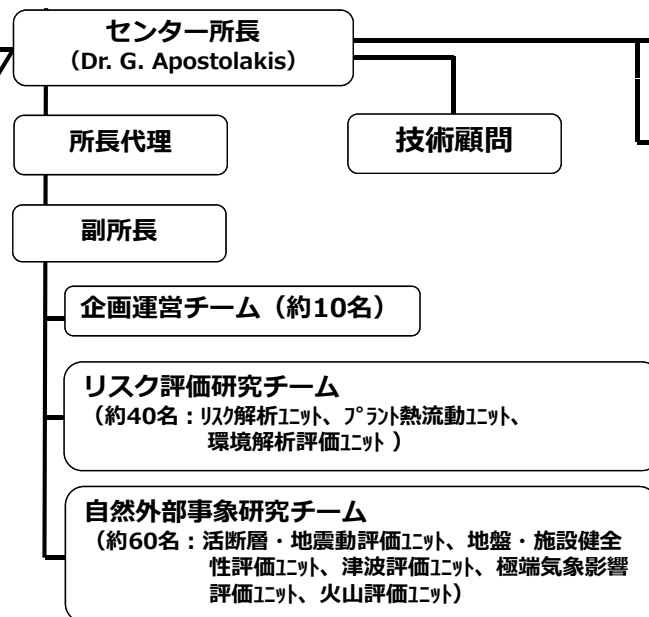 センター所長
（Dr. G. Apostolakis）
所長代理
技術顧問
副所長
企画運営チーム（約10名）
リスク評価研究チーム
（約40名：ﾘｽｸ解析ﾕﾆｯﾄ、ﾌﾟﾗﾝﾄ熱流動ﾕﾆｯﾄ、
環境解析評価ﾕﾆｯﾄ ）
自然外部事象研究チーム
（約60名：活断層・地震動評価ﾕﾆｯﾄ、地盤・施設健全
性評価ﾕﾆｯﾄ、津波評価ﾕﾆｯﾄ、極端気象影響
評価ﾕﾆｯﾄ、火山評価ﾕﾆｯﾄ）